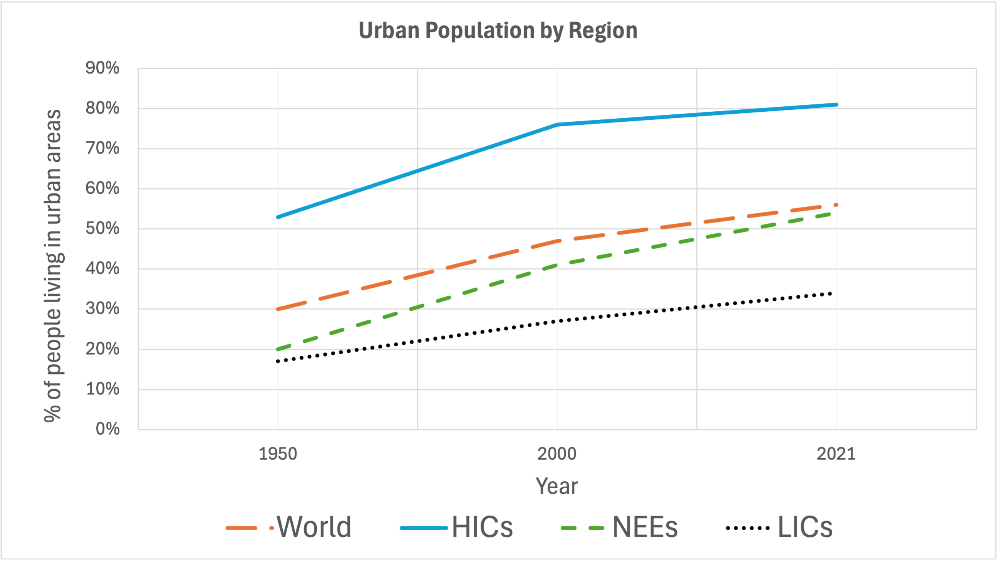 Urban Population by Region
% of people living in urban areas
90%
80%
70%
60%
50%
40%
30%
20%
10%
0%
1950 2000 2021
Year
World HICs NEEs LICs